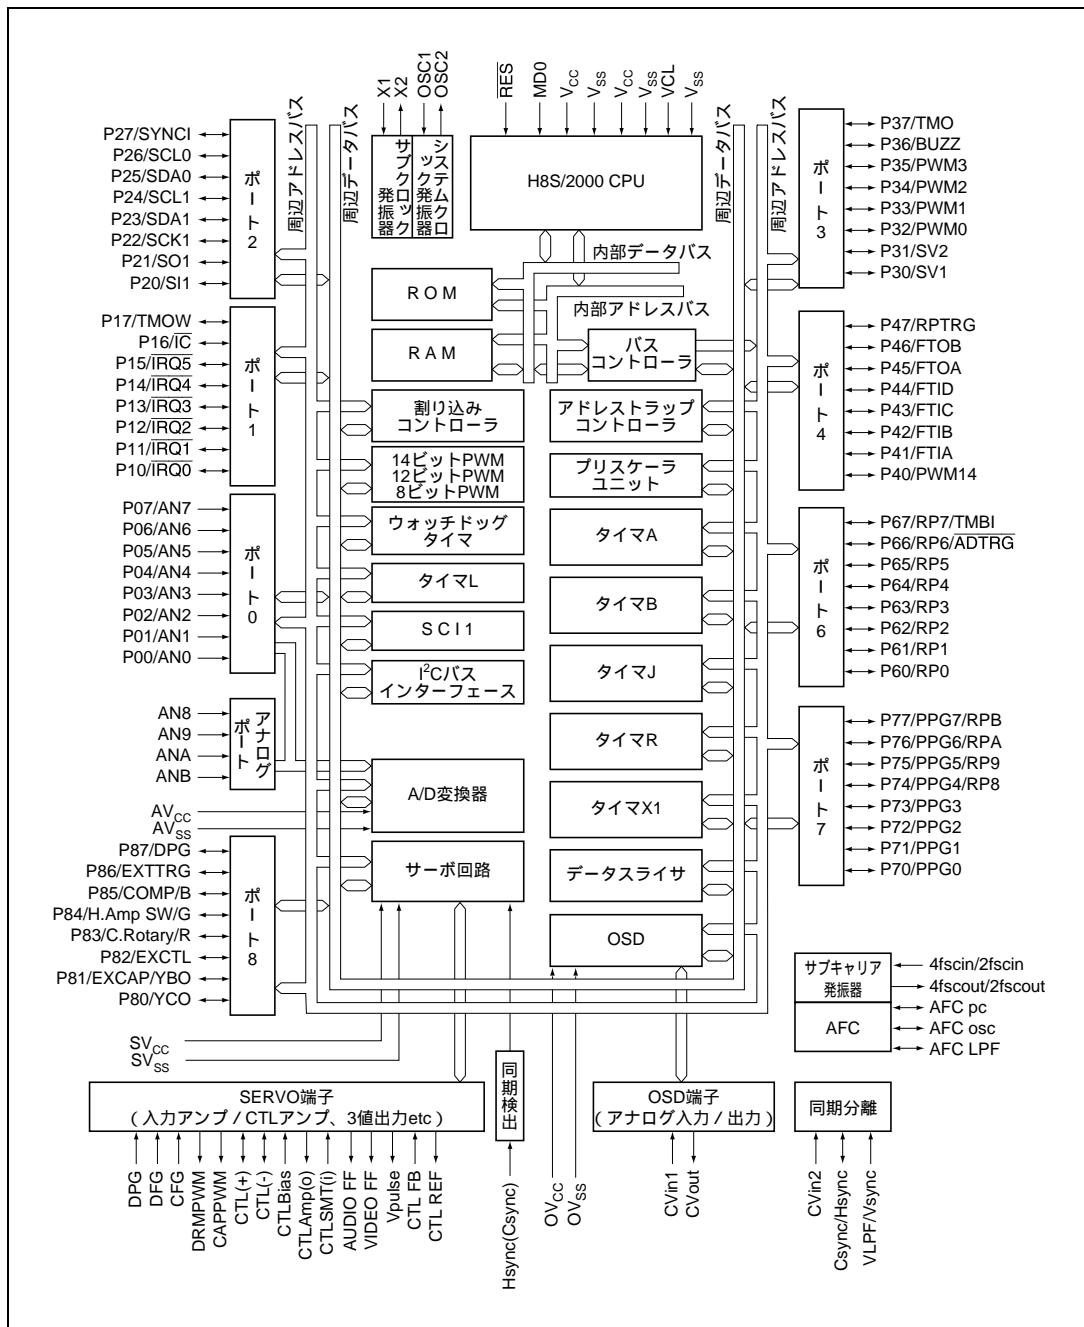 X1
X2
OSC1
OSC2
RES
MD0
VCC
VSS
VCC
VSS
VCL
VSS
周辺アドレスバス
周辺データバス
サブクロック発振器
システムクロック発振器
H8S/2000 CPU
周辺データバス
周辺アドレスバス
内部データバス
内部アドレスバス
P27/SYNCI
P26/SCL0
P25/SDA0
P24/SCL1
P23/SDA1
P22/SCK1
P21/SO1
P20/SI1
ポート2
P17/TMOW
P16/IC
P15/IRQ5
P14/IRQ4
P13/IRQ3
P12/IRQ2
P11/IRQ1
P10/IRQ0
ポート1
P07/AN7
P06/AN6
P05/AN5
P04/AN4
P03/AN3
P02/AN2
P01/AN1
P00/AN0
ポート0
AN8
AN9
ANA
ANB
アナログ
ポート
AVCC
AVSS
P87/DPG
P86/EXTTRG
P85/COMP/B
P84/H.Amp SW/G
P83/C.Rotary/R
P82/EXCTL
P81/EXCAP/YBO
P80/YCO
ポート8
ROM
RAM
バス
コントローラ
割り込み
コントローラ
14ビットPWM
12ビットPWM
8ビットPWM
ウォッチドッグ
タイマ
タイマL
SCI1
I²Cバス
インターフェース
A/D変換器
サーボ回路
アドレストラップ
コントローラ
プリスケーラ
ユニット
タイマA
タイマB
タイマJ
タイマR
タイマX1
データスライサ
OSD
ポート3
P37/TMO
P36/BUZZ
P35/PWM3
P34/PWM2
P33/PWM1
P32/PWM0
P31/SV2
P30/SV1
ポート4
P47/RPTRG
P46/FTOB
P45/FTOA
P44/FTID
P43/FTIC
P42/FTIB
P41/FTIA
P40/PWM14
ポート6
P67/RP7/TMBI
P66/RP6/ADTRG
P65/RP5
P64/RP4
P63/RP3
P62/RP2
P61/RP1
P60/RP0
ポート7
P77/PPG7/RPB
P76/PPG6/RPA
P75/PPG5/RP9
P74/PPG4/RP8
P73/PPG3
P72/PPG2
P71/PPG1
P70/PPG0
サブキャリア
発振器
4fscin/2fscin
4fscout/2fscout
AFC
AFC pc
AFC osc
AFC LPF
SVCC
SVSS
SERVO端子
(入力アンプ/CTLアンプ、3値出力etc)
同期検出
OSD端子
(アナログ入力/出力)
同期分離
DPG
DFG
CFG
DRMPWM
CAPPWM
CTL(+)
CTL(-)
CTLBias
CTLAmp(o)
CTLSMT(i)
AUDIO FF
VIDEO FF
Vpulse
CTL FB
CTL REF
Hsync(Csync)
OVCC
OVSS
CVin1
CVout
CVin2
Csync/Hsync
VLPF/Vsync